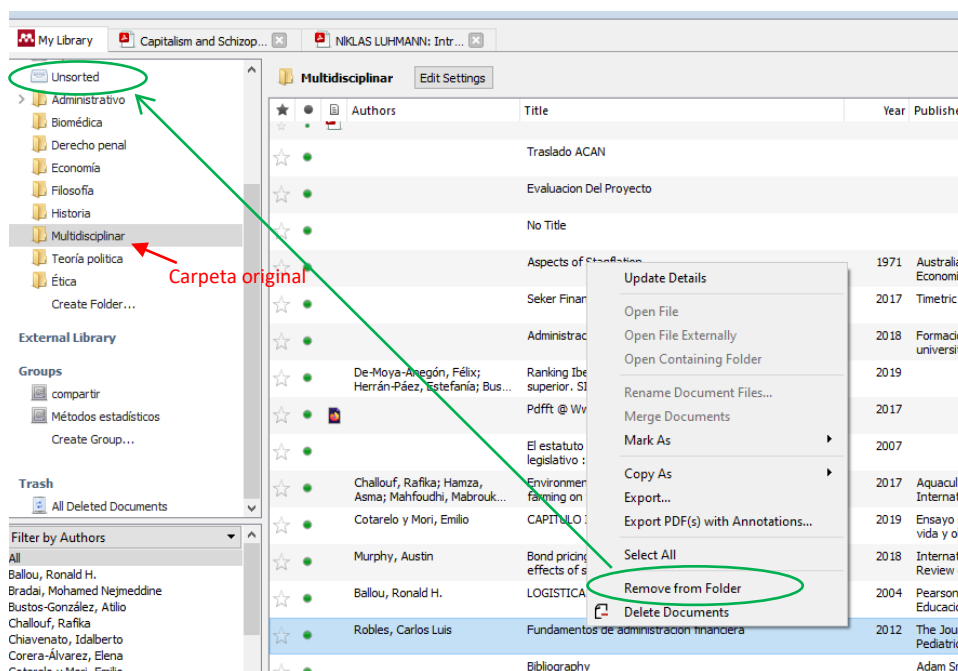 My Library
Capitalism and Schizop...
NIKLAS LUHMANN: Intr...
Unsorted
Administrativo
Biomédica
Derecho penal
Economía
Filosofía
Historia
Multidisciplinar
Teoría politica
Ética
Create Folder...
Carpeta original
External Library
Groups
compartir
Métodos estadísticos
Create Group...
Trash
All Deleted Documents
Filter by Authors
All
Ballou, Ronald H.
Bradai, Mohamed Nejmeddine
Bustos-González, Atilio
Challouf, Rafika
Chiavenato, Idalberto
Corera-Álvarez, Elena
Cotarelo y Mori, Emilio
Multidisciplinar Edit Settings
Authors Title Year Publishe
Traslado ACAN
Evaluacion Del Proyecto
No Title
Aspects of Stagflation 1971 Australia
Economi
Seker Finan 2017 Timetric
Administrac 2018 Formació
universit
De-Moya-Anegón, Félix; Ranking Ibe 2019
Herrán-Páez, Estefanía; Bus... superior. SI
Pdfft @ Ww 2017
El estatuto 2007
legislativo :
Challouf, Rafika; Hamza, Environmen 2017 Aquacul
Asma; Mahfoudhi, Mabrouk... farming on Internat
Cotarelo y Mori, Emilio CAPITULO 2019 Ensayo
vida y o
Murphy, Austin Bond pricing 2018 Internat
effects of s Review
Ballou, Ronald H. LOGISTICA 2004 Pearson
Educació
Robles, Carlos Luis Fundamentos de administracion financiera 2012 The Jou
Pediatric
Bibliography Adam Sm
Update Details
Open File
Open File Externally
Open Containing Folder
Rename Document Files...
Merge Documents
Mark As
Copy As
Export...
Export PDF(s) with Annotations...
Select All
Remove from Folder
Delete Documents